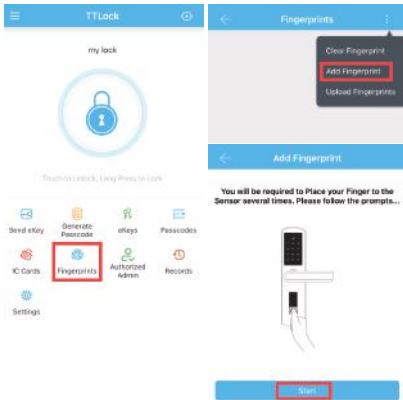 TTLock
my lock
Touch to Unlock, Long Press to Lock
Send eKey
Generate
Passcode
eKeys
Passcodes
IC Cards
Fingerprints
Authorized
Admin
Records
Settings
Fingerprints
Clear Fingerprint
Add Fingerprint
Upload Fingerprints
Add Fingerprint
You will be required to Place your Finger to the
Sensor several times. Please follow the prompts...
Start